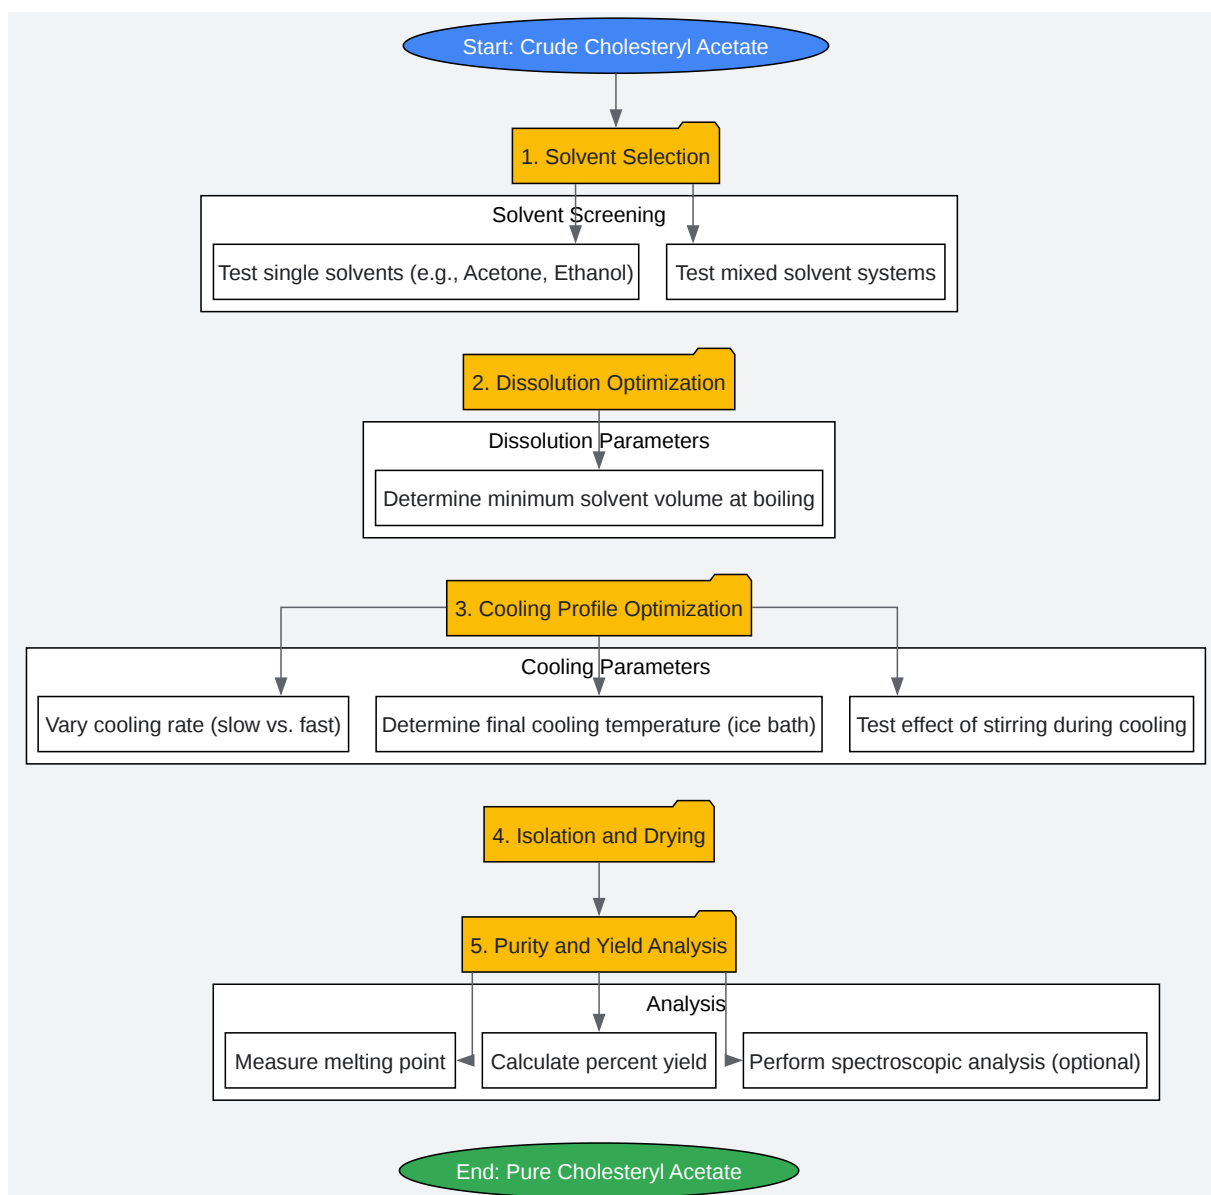 Start: Crude Cholesteryl Acetate
1. Solvent Selection
Solvent Screening
Test single solvents (e.g., Acetone, Ethanol)
Test mixed solvent systems
2. Dissolution Optimization
Dissolution Parameters
Determine minimum solvent volume at boiling
3. Cooling Profile Optimization
Cooling Parameters
Vary cooling rate (slow vs. fast)
Determine final cooling temperature (ice bath)
Test effect of stirring during cooling
4. Isolation and Drying
5. Purity and Yield Analysis
Analysis
Measure melting point
Calculate percent yield
Perform spectroscopic analysis (optional)
End: Pure Cholesteryl Acetate